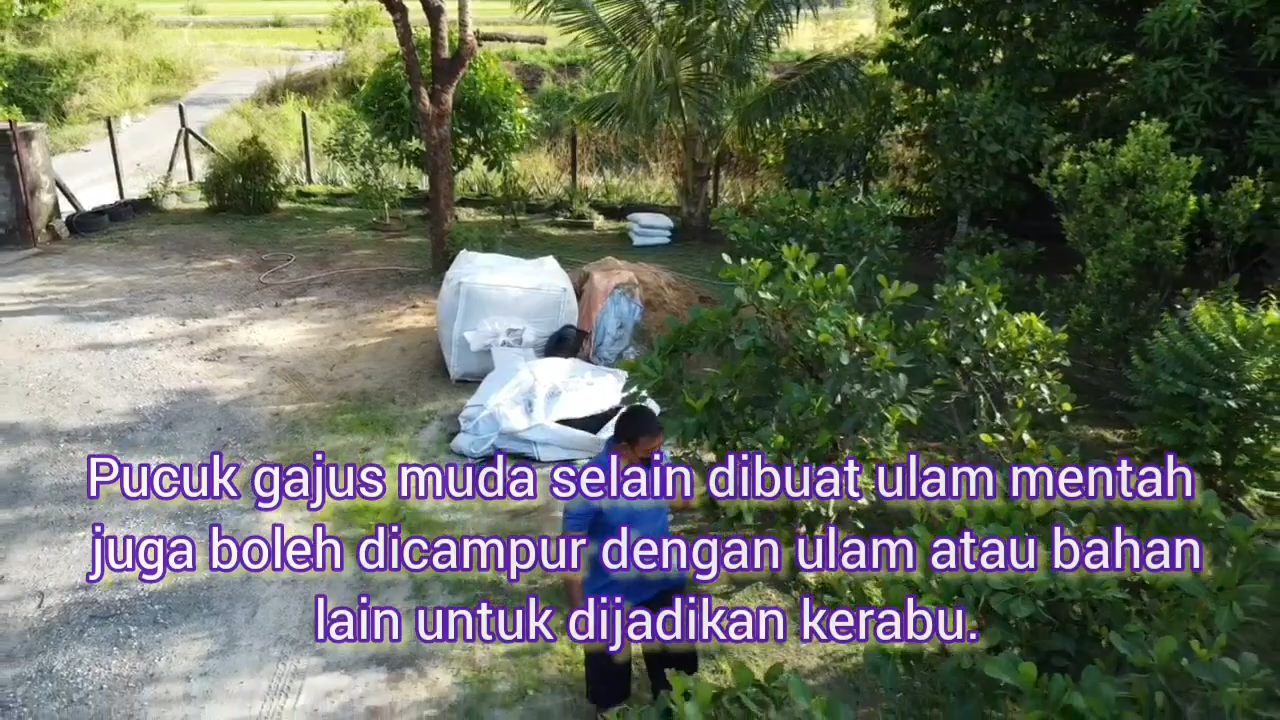 Pucuk gajus muda selain dibuat ulam mentah
juga boleh dicampur dengan ulam atau bahan
lain untuk dijadikan kerabu.